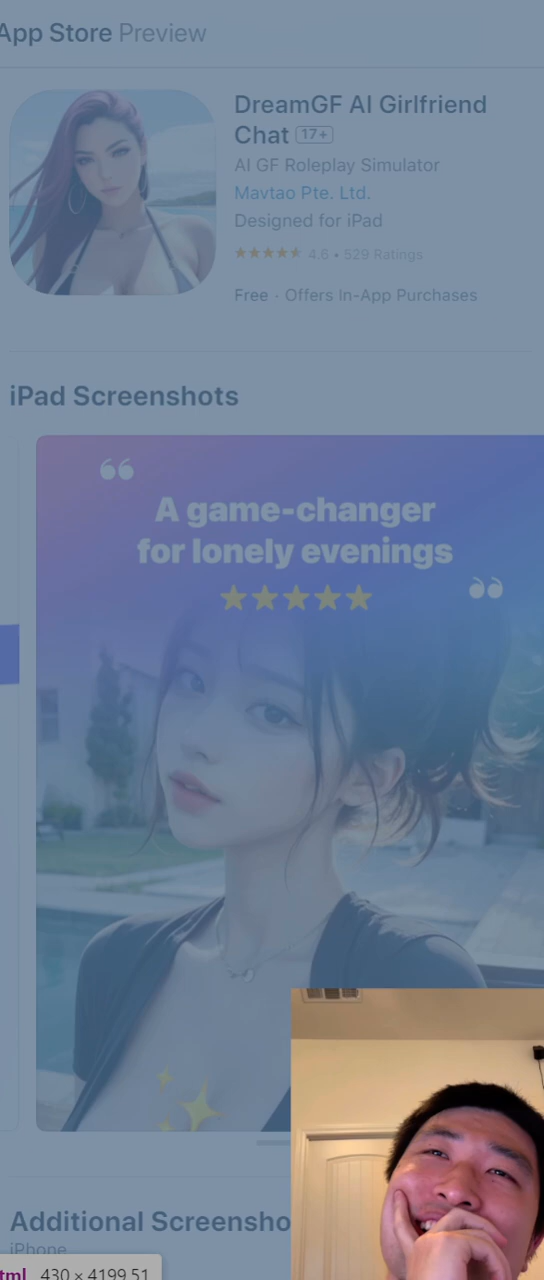 App Store Preview
DreamGF AI Girlfriend
Chat 17+
AI GF Roleplay Simulator
Mavtao Pte. Ltd.
Designed for iPad
4.6 • 529 Ratings
Free · Offers In-App Purchases
iPad Screenshots
“
A game-changer
for lonely evenings
”
Additional Screensho
iPhone
html 430 × 4199.51